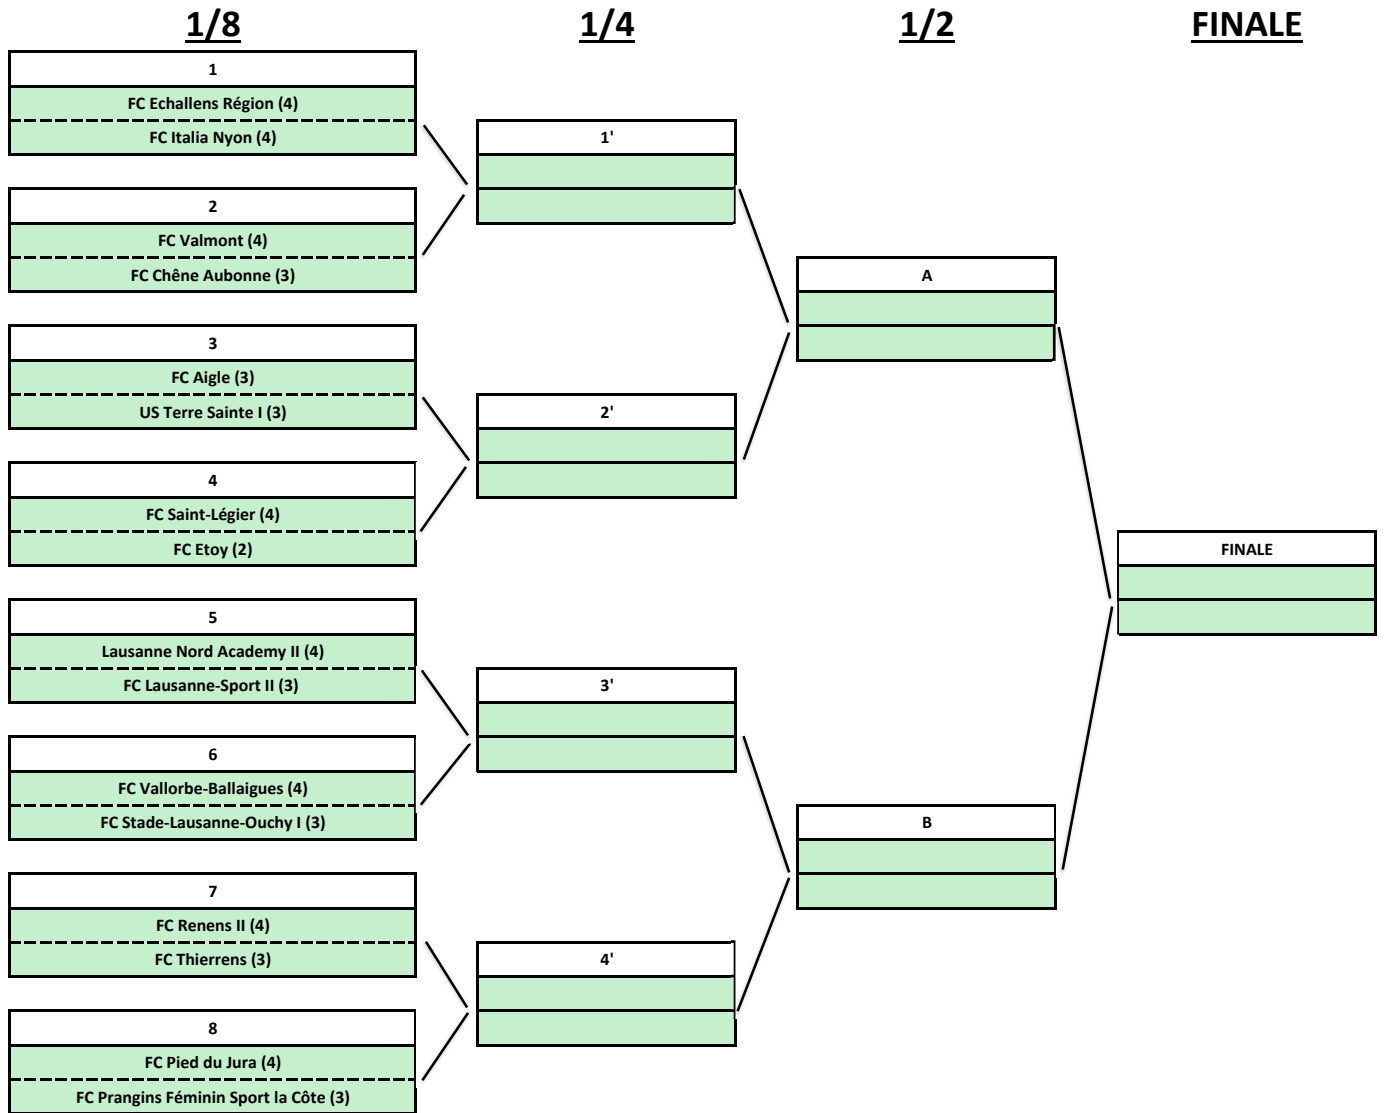 1/8
1/4
1/2
FINALE
1
FC Echallens Région (4)
FC Italia Nyon (4)
2
FC Valmont (4)
FC Chêne Aubonne (3)
3
FC Aigle (3)
US Terre Sainte I (3)
4
FC Saint-Légier (4)
FC Etoy (2)
5
Lausanne Nord Academy II (4)
FC Lausanne-Sport II (3)
6
FC Vallorbe-Ballaigues (4)
FC Stade-Lausanne-Ouchy I (3)
7
FC Renens II (4)
FC Thierrens (3)
8
FC Pied du Jura (4)
FC Prangins Féminin Sport la Côte (3)
1'
2'
3'
4'
A
B
FINALE